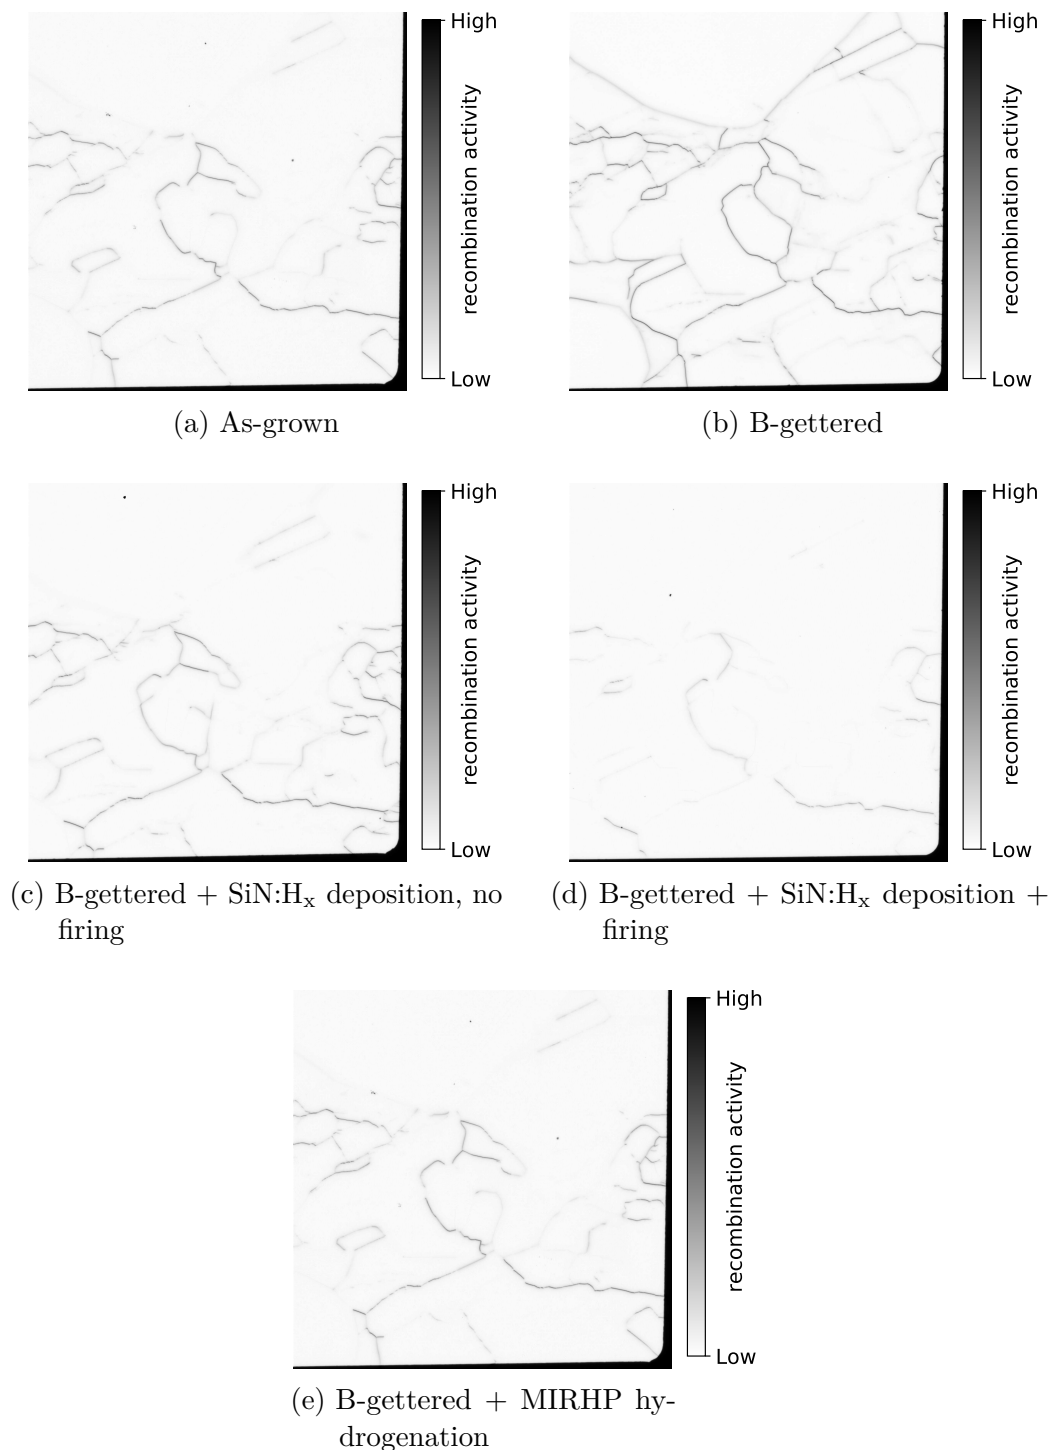 High
recombination activity
Low
(a) As-grown
High
recombination activity
Low
(b) B-gettered
High
recombination activity
Low
(c) B-gettered + SiN:Hx deposition, no
firing
High
recombination activity
Low
(d) B-gettered + SiN:Hx deposition +
firing
High
recombination activity
Low
(e) B-gettered + MIRHP hy-
drogenation